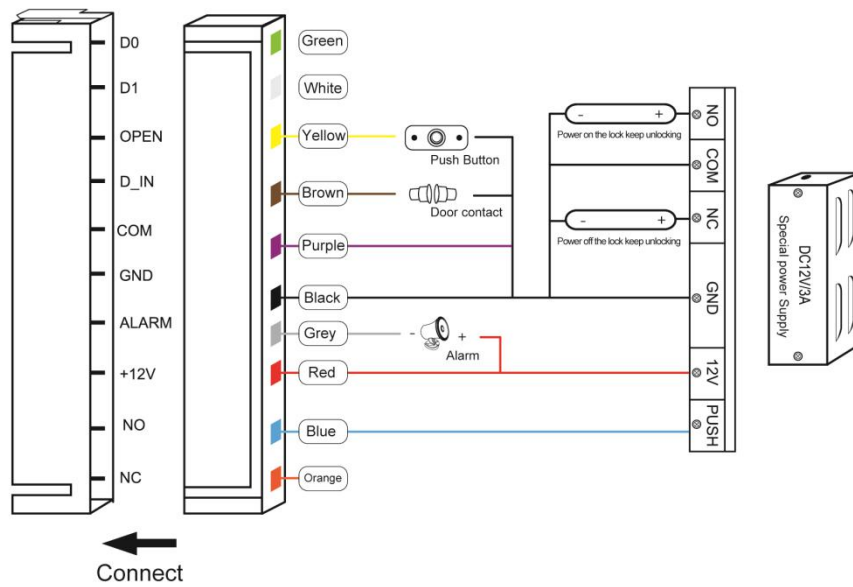 D0
D1
OPEN
D_IN
COM
GND
ALARM
+12V
NO
NC
Connect
Green
White
Yellow
Brown
Purple
Black
Grey
Red
Blue
Orange
Push Button
Door contact
- +
Alarm
- +
Power on the lock keep unlocking
- +
Power off the lock keep unlocking
NO
COM
NC
GND
12V
PUSH
DC12V/3A
Special power Supply